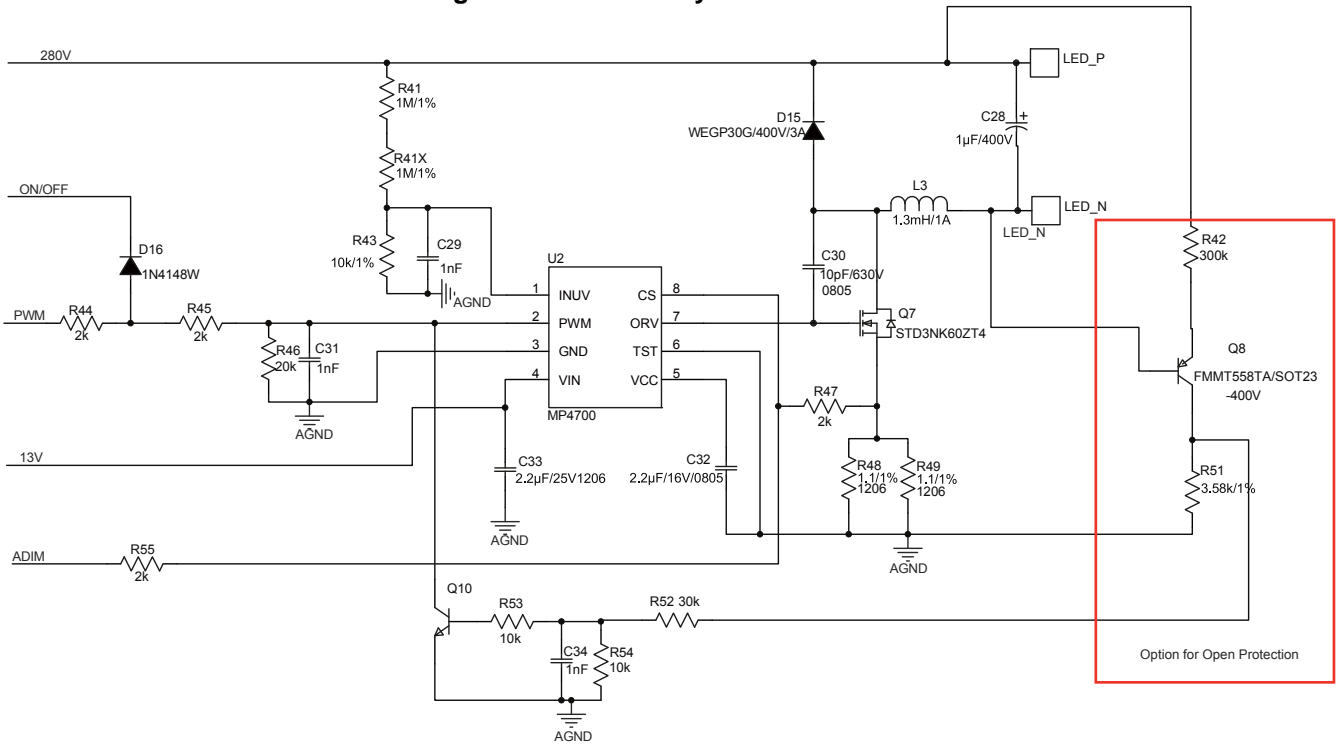 280V
LED_P
R41
1M/1%
D15
WEGP30G/400V/3A
C28
+
1µF/400V
R41X
1M/1%
ON/OFF
L3
1.3mH/1A
LED_N
LED_N
D16
1N4148W
R43
10k/1%
C29
1nF
AGND
C30
10pF/630V
0805
R42
300k
U2
1
INUV
CS
8
PWM
R44
2k
R45
2k
2
PWM
ORV
7
Q7
STD3NK60ZT4
R46
20k
C31
1nF
3
GND
TST
6
4
VIN
VCC
5
MP4700
Q8
FMMT558TA/SOT23
-400V
AGND
R47
2k
13V
C33
2.2µF/25V1206
C32
2.2µF/16V/0805
R48
1.1/1%
1206
R49
1.1/1%
1206
R51
3.58k/1%
AGND
AGND
ADIM
R55
2k
Q10
R53
10k
R52 30k
C34
1nF
R54
10k
Option for Open Protection
AGND